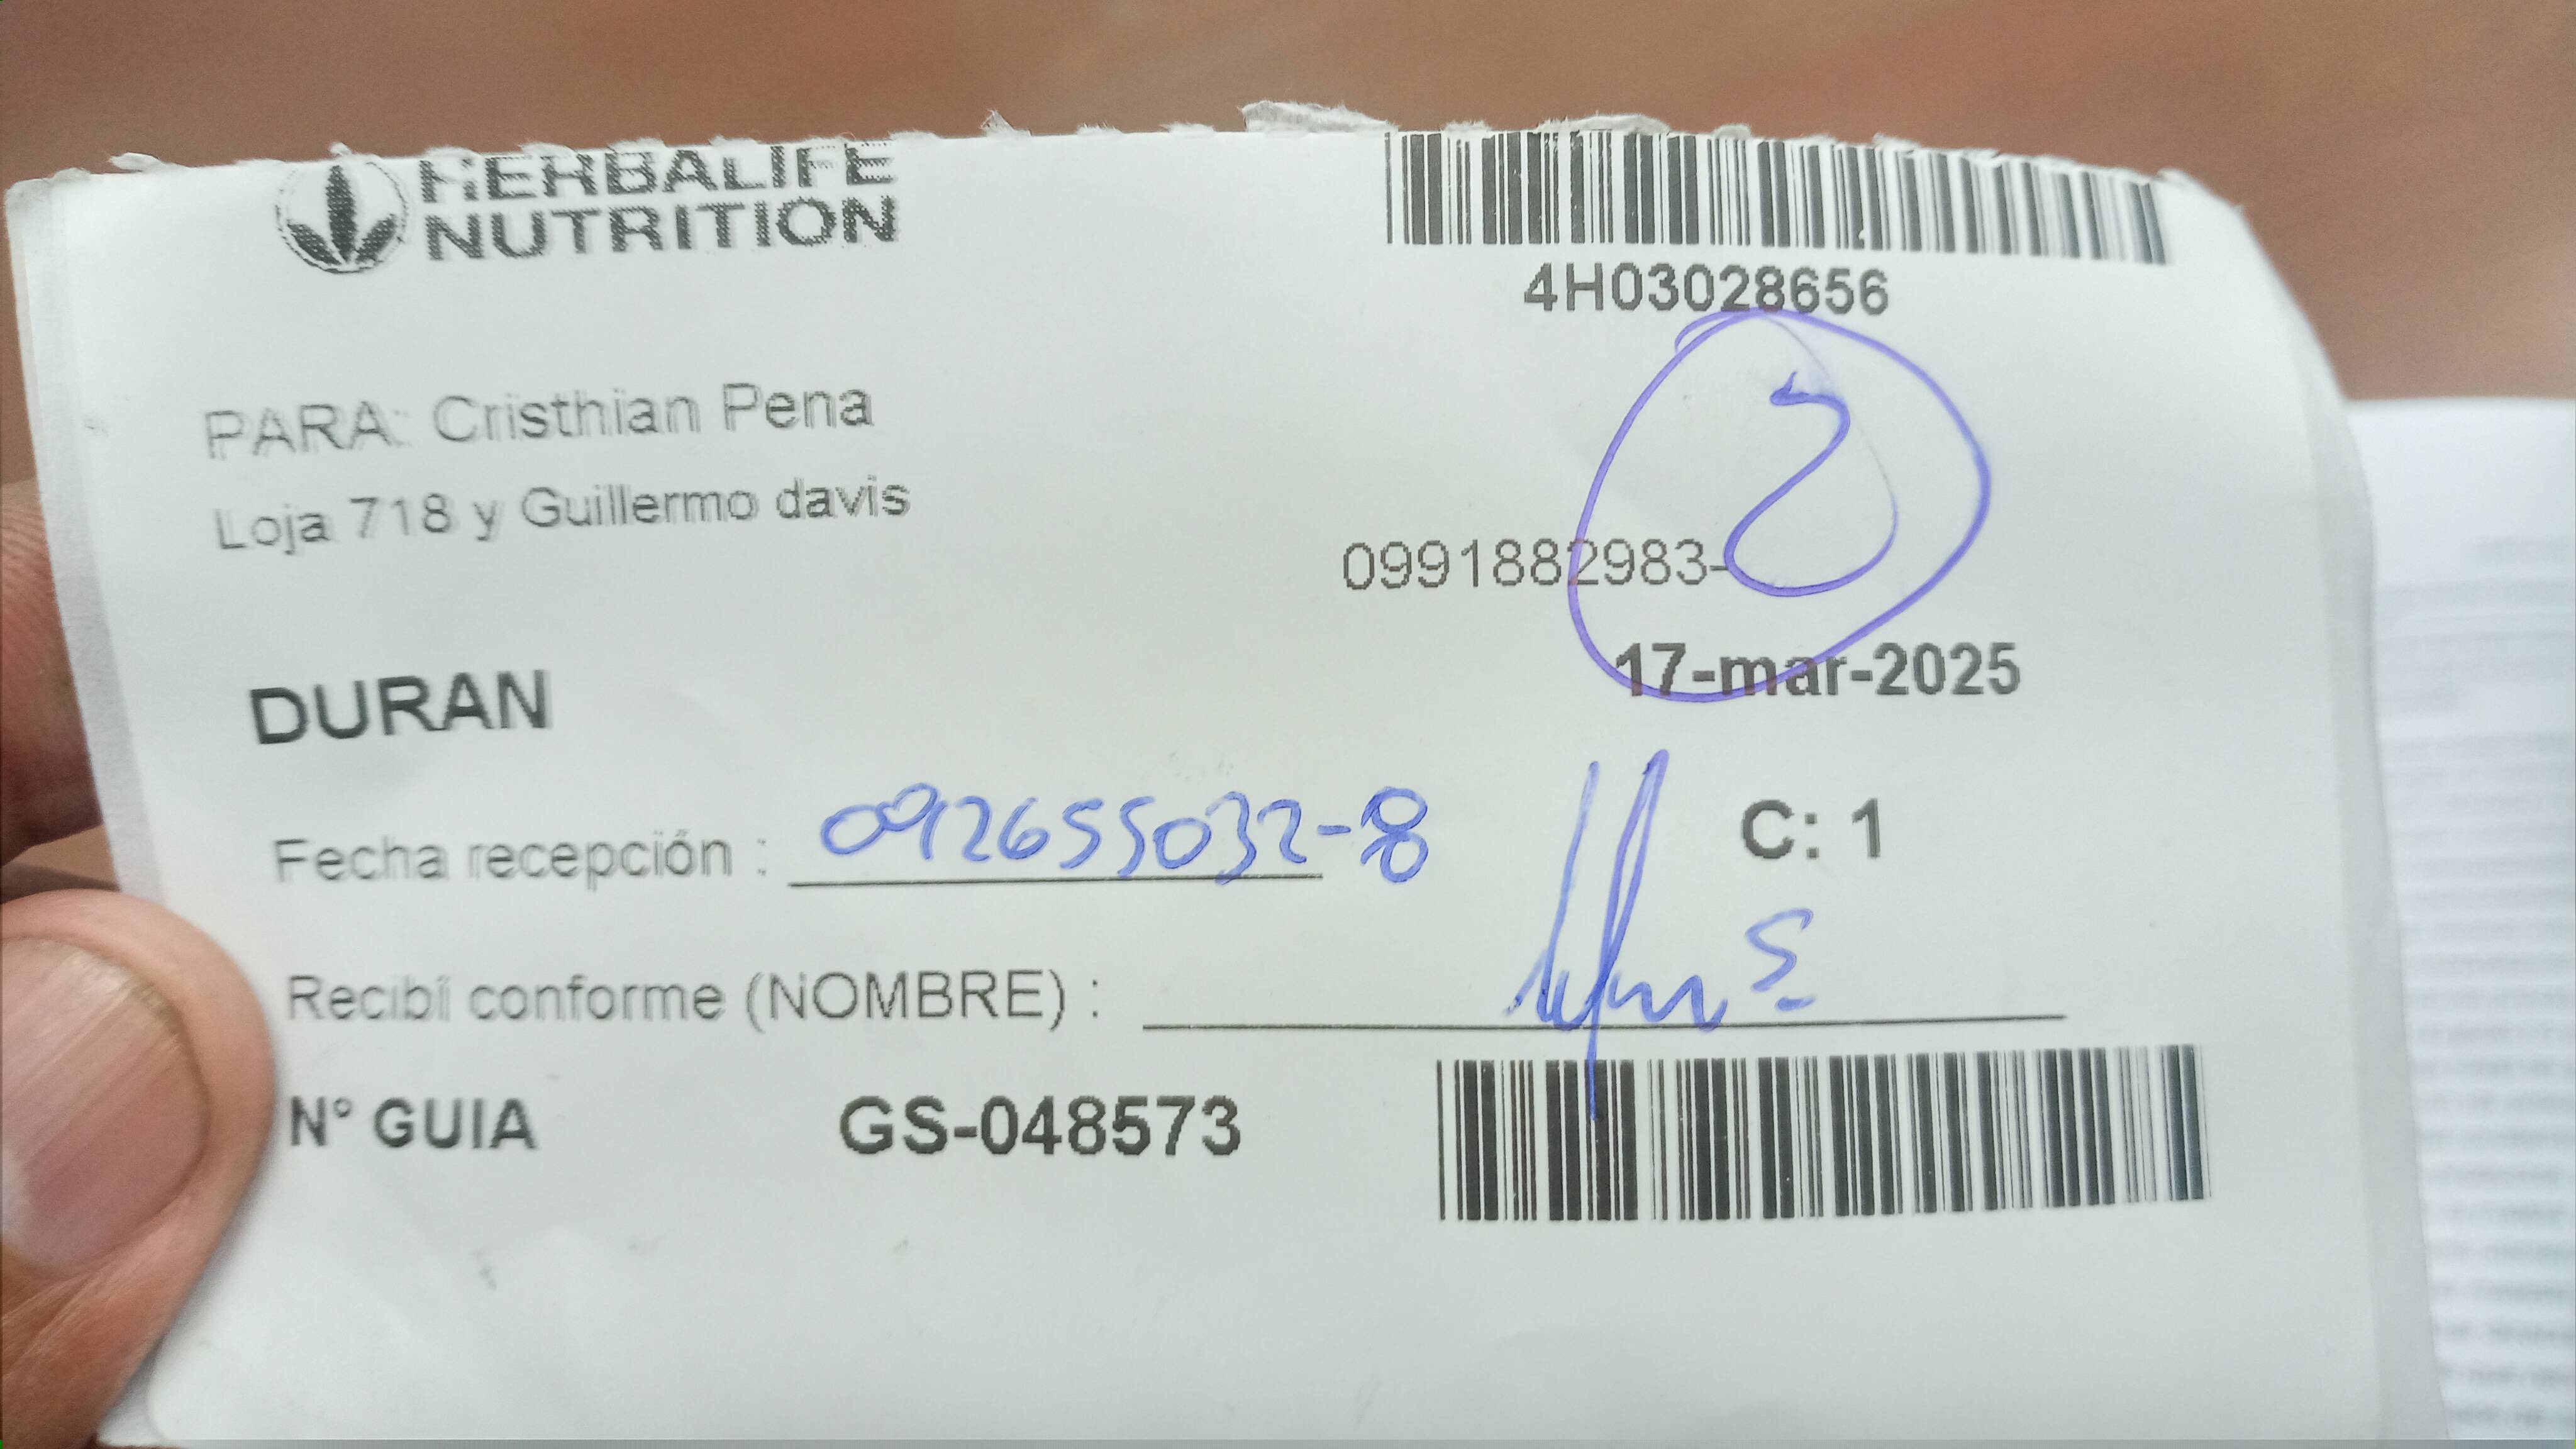 HERBALIFE
NUTRITION
4H03028656
PARA: Cristhian Pena
Loja 718 y Guillermo davis
2
0991882983-
DURAN
17-mar-2025
Fecha recepción : 092655032-8
C: 1
Recibí conforme (NOMBRE) :
N° GUIA GS-048573